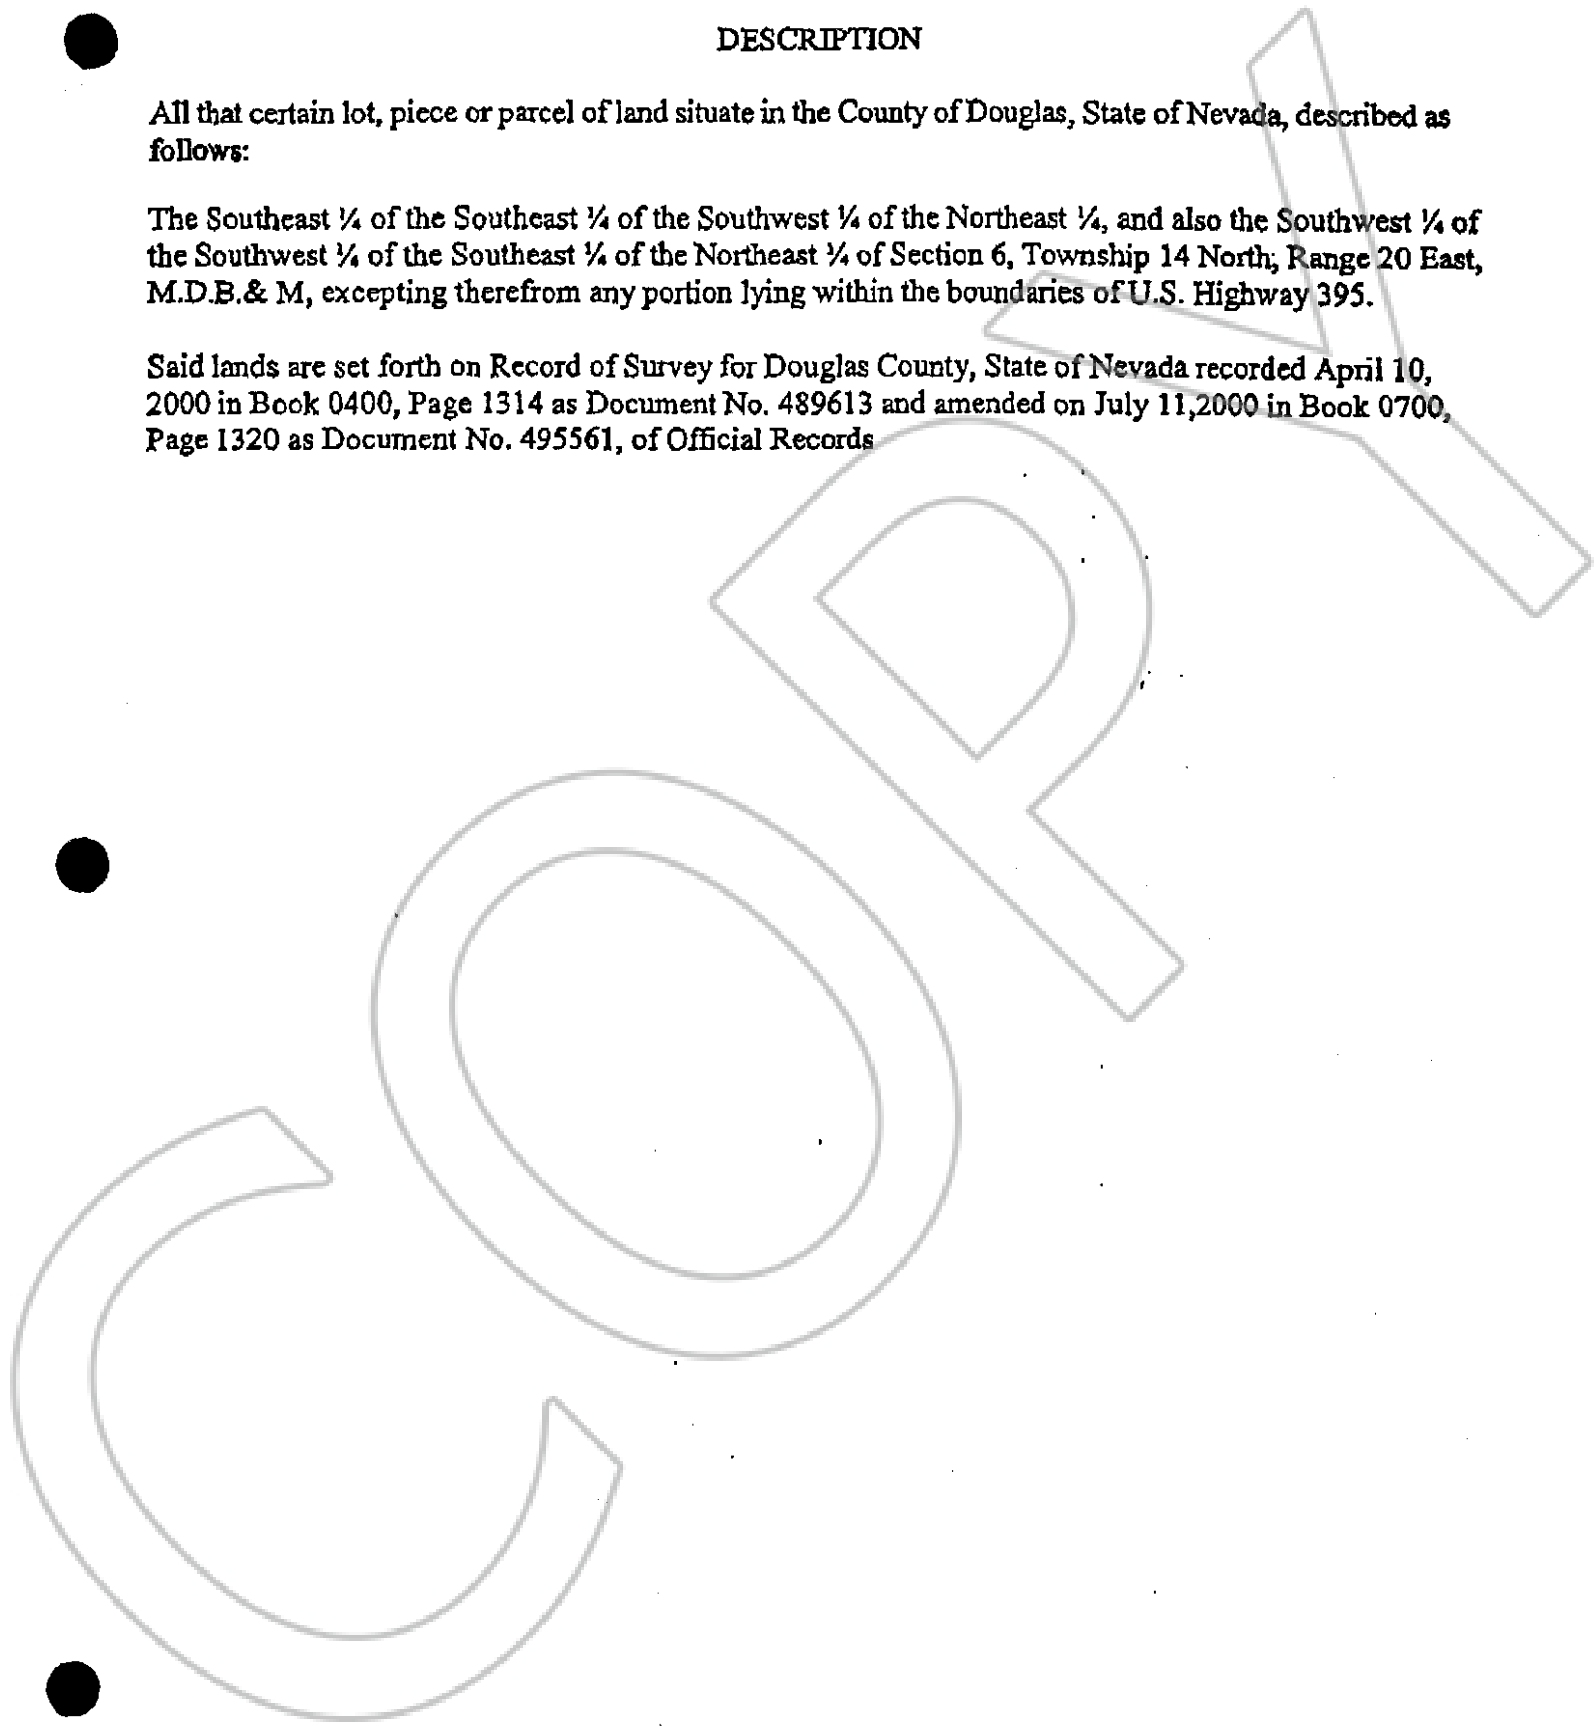 DESCRIPTION
All that certain lot, piece or parcel of land situate in the County of Douglas, State of Nevada, described as
follows:
The Southeast ¼ of the Southeast ¼ of the Southwest ¼ of the Northeast ¼, and also the Southwest ¼ of
the Southwest ¼ of the Southeast ¼ of the Northeast ¼ of Section 6, Township 14 North; Range 20 East,
M.D.B.& M, excepting therefrom any portion lying within the boundaries of U.S. Highway 395.
Said lands are set forth on Record of Survey for Douglas County, State of Nevada recorded April 10,
2000 in Book 0400, Page 1314 as Document No. 489613 and amended on July 11,2000 in Book 0700,
Page 1320 as Document No. 495561, of Official Records
COPY